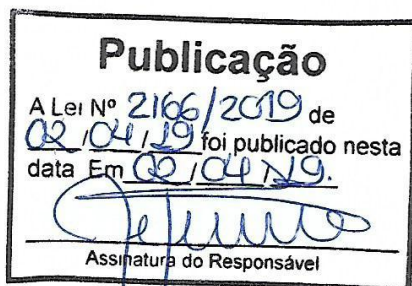 Publicação
A Lei Nº 2166/2019 de
02/04/19 foi publicado nesta
data Em 02/04/19.
Assinatura do Responsável